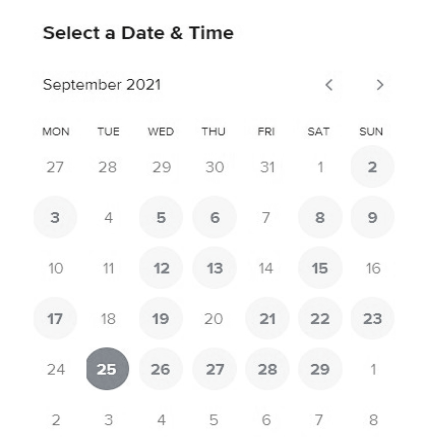 Select a Date & Time
September 2021
MON TUE WED THU FRI SAT SUN
27 28 29 30 31 1 2
3 4 5 6 7 8 9
10 11 12 13 14 15 16
17 18 19 20 21 22 23
24 25 26 27 28 29 1
2 3 4 5 6 7 8